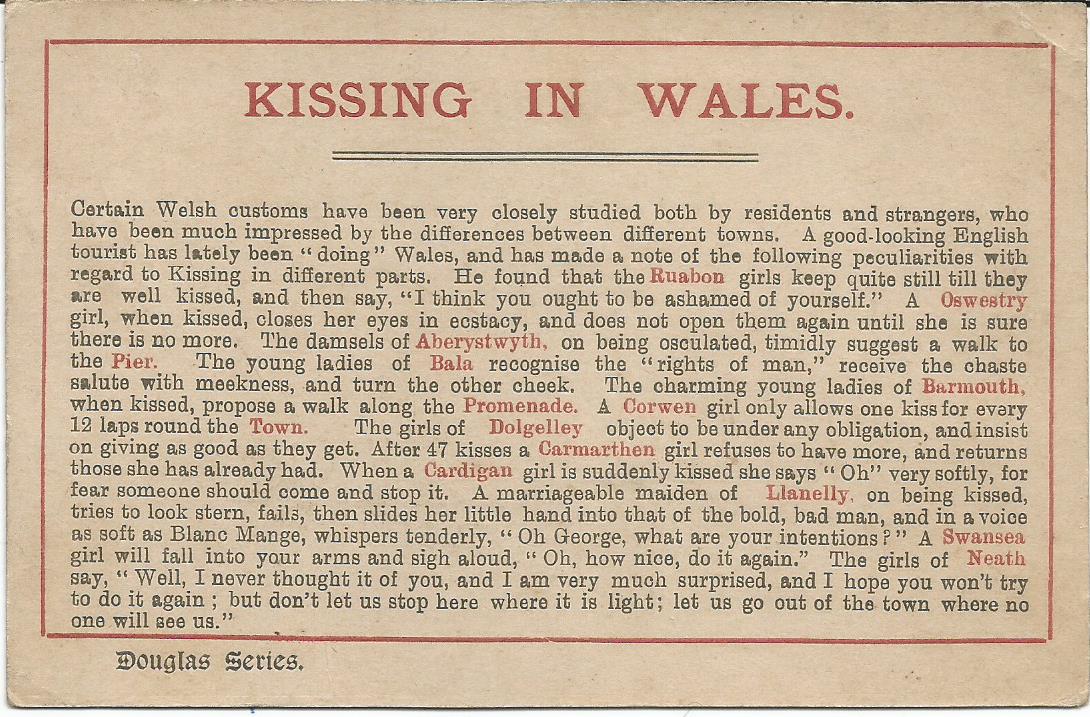 KISSING IN WALES.
Certain Welsh customs have been very closely studied both by residents and strangers, who
have been much impressed by the differences between different towns. A good-looking English
tourist has lately been "doing" Wales, and has made a note of the following peculiarities with
regard to Kissing in different parts. He found that the Ruabon girls keep quite still till they
are well kissed, and then say, "I think you ought to be ashamed of yourself." A Oswestry
girl, when kissed, closes her eyes in ecstacy, and does not open them again until she is sure
there is no more. The damsels of Aberystwyth, on being osculated, timidly suggest a walk to
the Pier. The young ladies of Bala recognise the "rights of man," receive the chaste
salute with meekness, and turn the other cheek. The charming young ladies of Barmouth,
when kissed, propose a walk along the Promenade. A Corwen girl only allows one kiss for every
12 laps round the Town. The girls of Dolgelley object to be under any obligation, and insist
on giving as good as they get. After 47 kisses a Carmarthen girl refuses to have more, and returns
those she has already had. When a Cardigan girl is suddenly kissed she says "Oh" very softly, for
fear someone should come and stop it. A marriageable maiden of Llanelly, on being kissed,
tries to look stern, fails, then slides her little hand into that of the bold, bad man, and in a voice
as soft as Blanc Mange, whispers tenderly, "Oh George, what are your intentions?" A Swansea
girl will fall into your arms and sigh aloud, "Oh, how nice, do it again." The girls of Neath
say, "Well, I never thought it of you, and I am very much surprised, and I hope you won't try
to do it again; but don't let us stop here where it is light; let us go out of the town where no
one will see us."
Douglas Series.